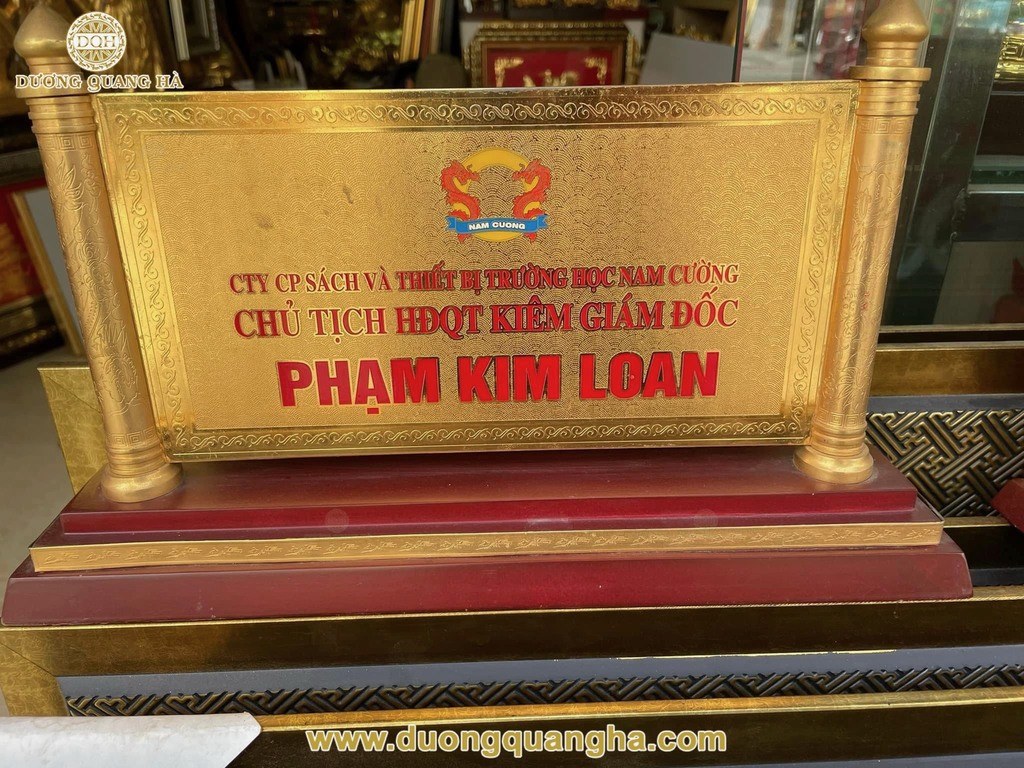 DQH
DƯƠNG QUANG HÀ
NAM CUONG
CTY CP SÁCH VÀ THIẾT BỊ TRƯỜNG HỌC NAM CƯỜNG
CHỦ TỊCH HĐQT KIÊM GIÁM ĐỐC
PHẠM KIM LOAN
www.duongquangha.com